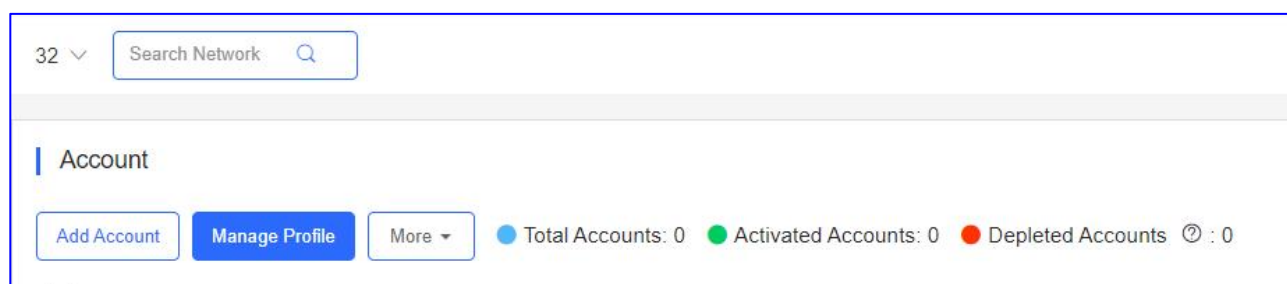 32 Search Network
Account
Add Account Manage Profile More Total Accounts: 0 Activated Accounts: 0 Depleted Accounts ? : 0